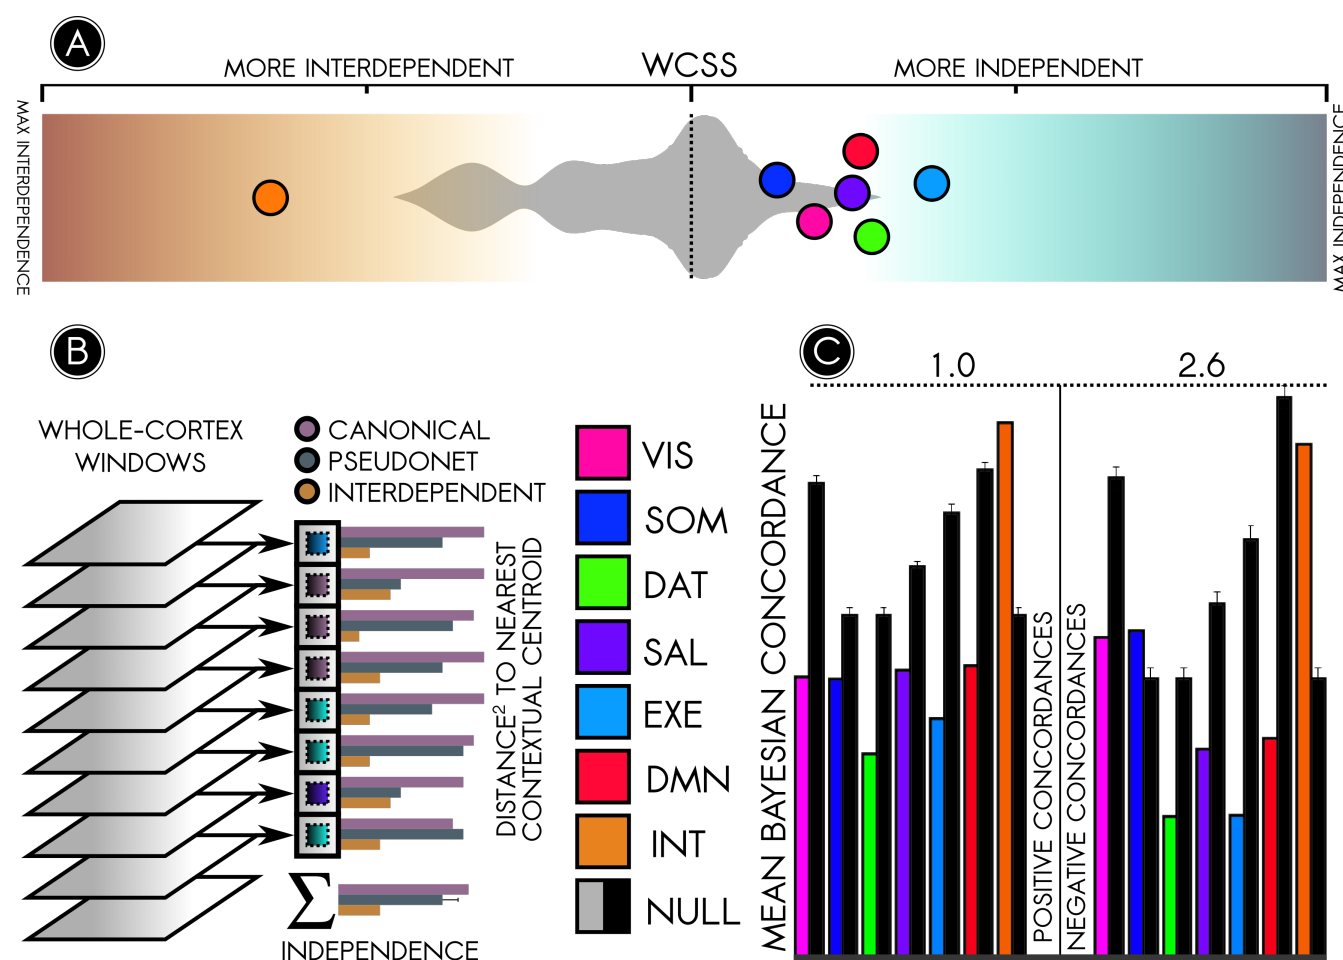 A
MORE INTERDEPENDENT
WCSS
MORE INDEPENDENT
MAX INTERDEPENDENCE
MAX INDEPENDENCE
B
WHOLE-CORTEX
WINDOWS
CANONICAL
PSEUDONET
INTERDEPENDENT
DISTANCE² TO NEAREST
CONTEXTUAL CENTROID
Σ
INDEPENDENCE
VIS
SOM
DAT
SAL
EXE
DMN
INT
NULL
C
1.0
2.6
MEAN BAYESIAN CONCORDANCE
POSITIVE CONCORDANCES
NEGATIVE CONCORDANCES